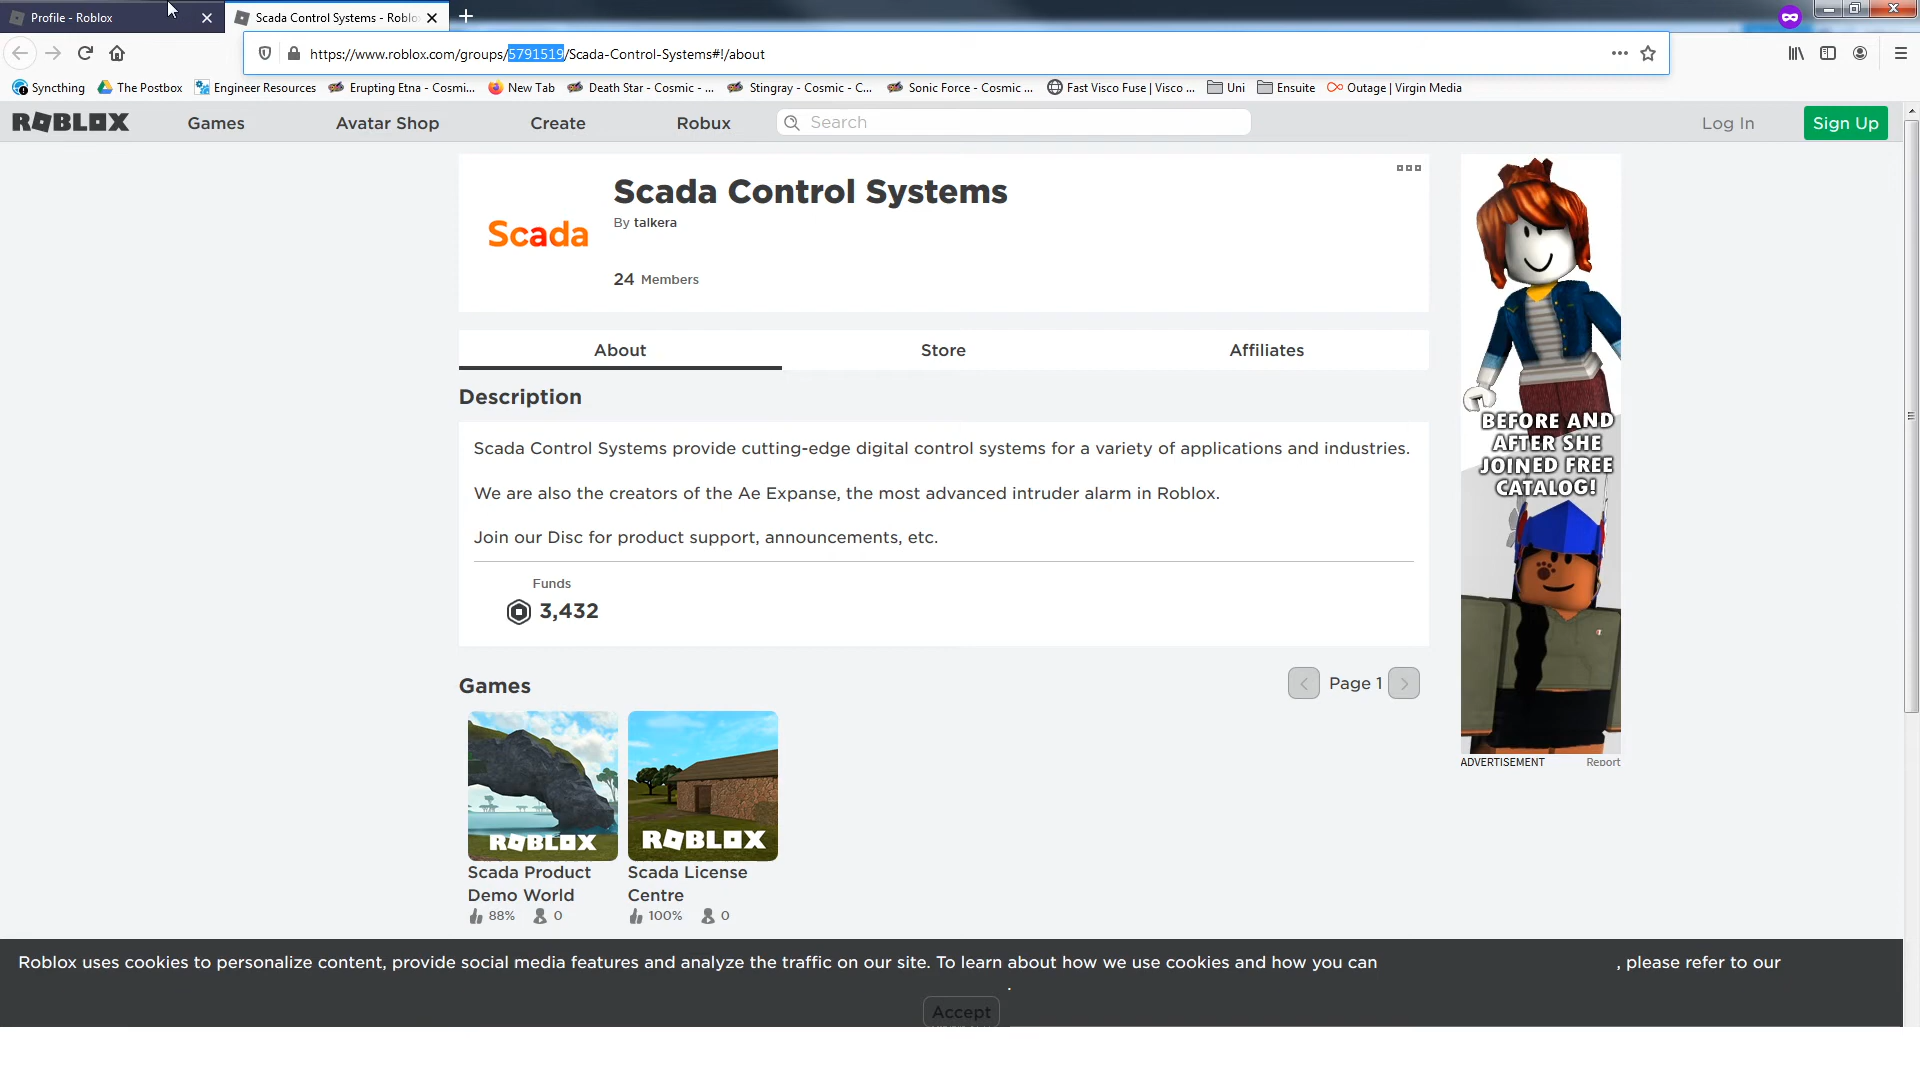 Profile - Roblox
Scada Control Systems - Roblo
https://www.roblox.com/groups/5791519/Scada-Control-Systems#!/about
Syncthing The Postbox Engineer Resources Erupting Etna - Cosmi... New Tab Death Star - Cosmic - ... Stingray - Cosmic - C... Sonic Force - Cosmic ... Fast Visco Fuse | Visco ... Uni Ensuite Outage | Virgin Media
ROBLOX Games Avatar Shop Create Robux Search Log In Sign Up
Scada
Scada Control Systems
By talkera
24 Members
About Store Affiliates
Description
Scada Control Systems provide cutting-edge digital control systems for a variety of applications and industries.
We are also the creators of the Ae Expanse, the most advanced intruder alarm in Roblox.
Join our Disc for product support, announcements, etc.
Funds
3,432
BEFORE AND
AFTER SHE
JOINED FREE
CATALOG!
ADVERTISEMENT Report
Games
Page 1
ROBLOX
ROBLOX
Scada Product
Demo World
88% 0
Scada License
Centre
100% 0
Roblox uses cookies to personalize content, provide social media features and analyze the traffic on our site. To learn about how we use cookies and how you can , please refer to our
.
Accept